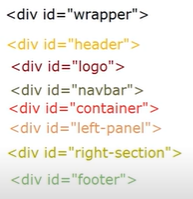 <div id="wrapper">
<div id="header">
<div id="logo">
<div id="navbar">
<div id="container">
<div id="left-panel">
<div id="right-section">
<div id="footer">